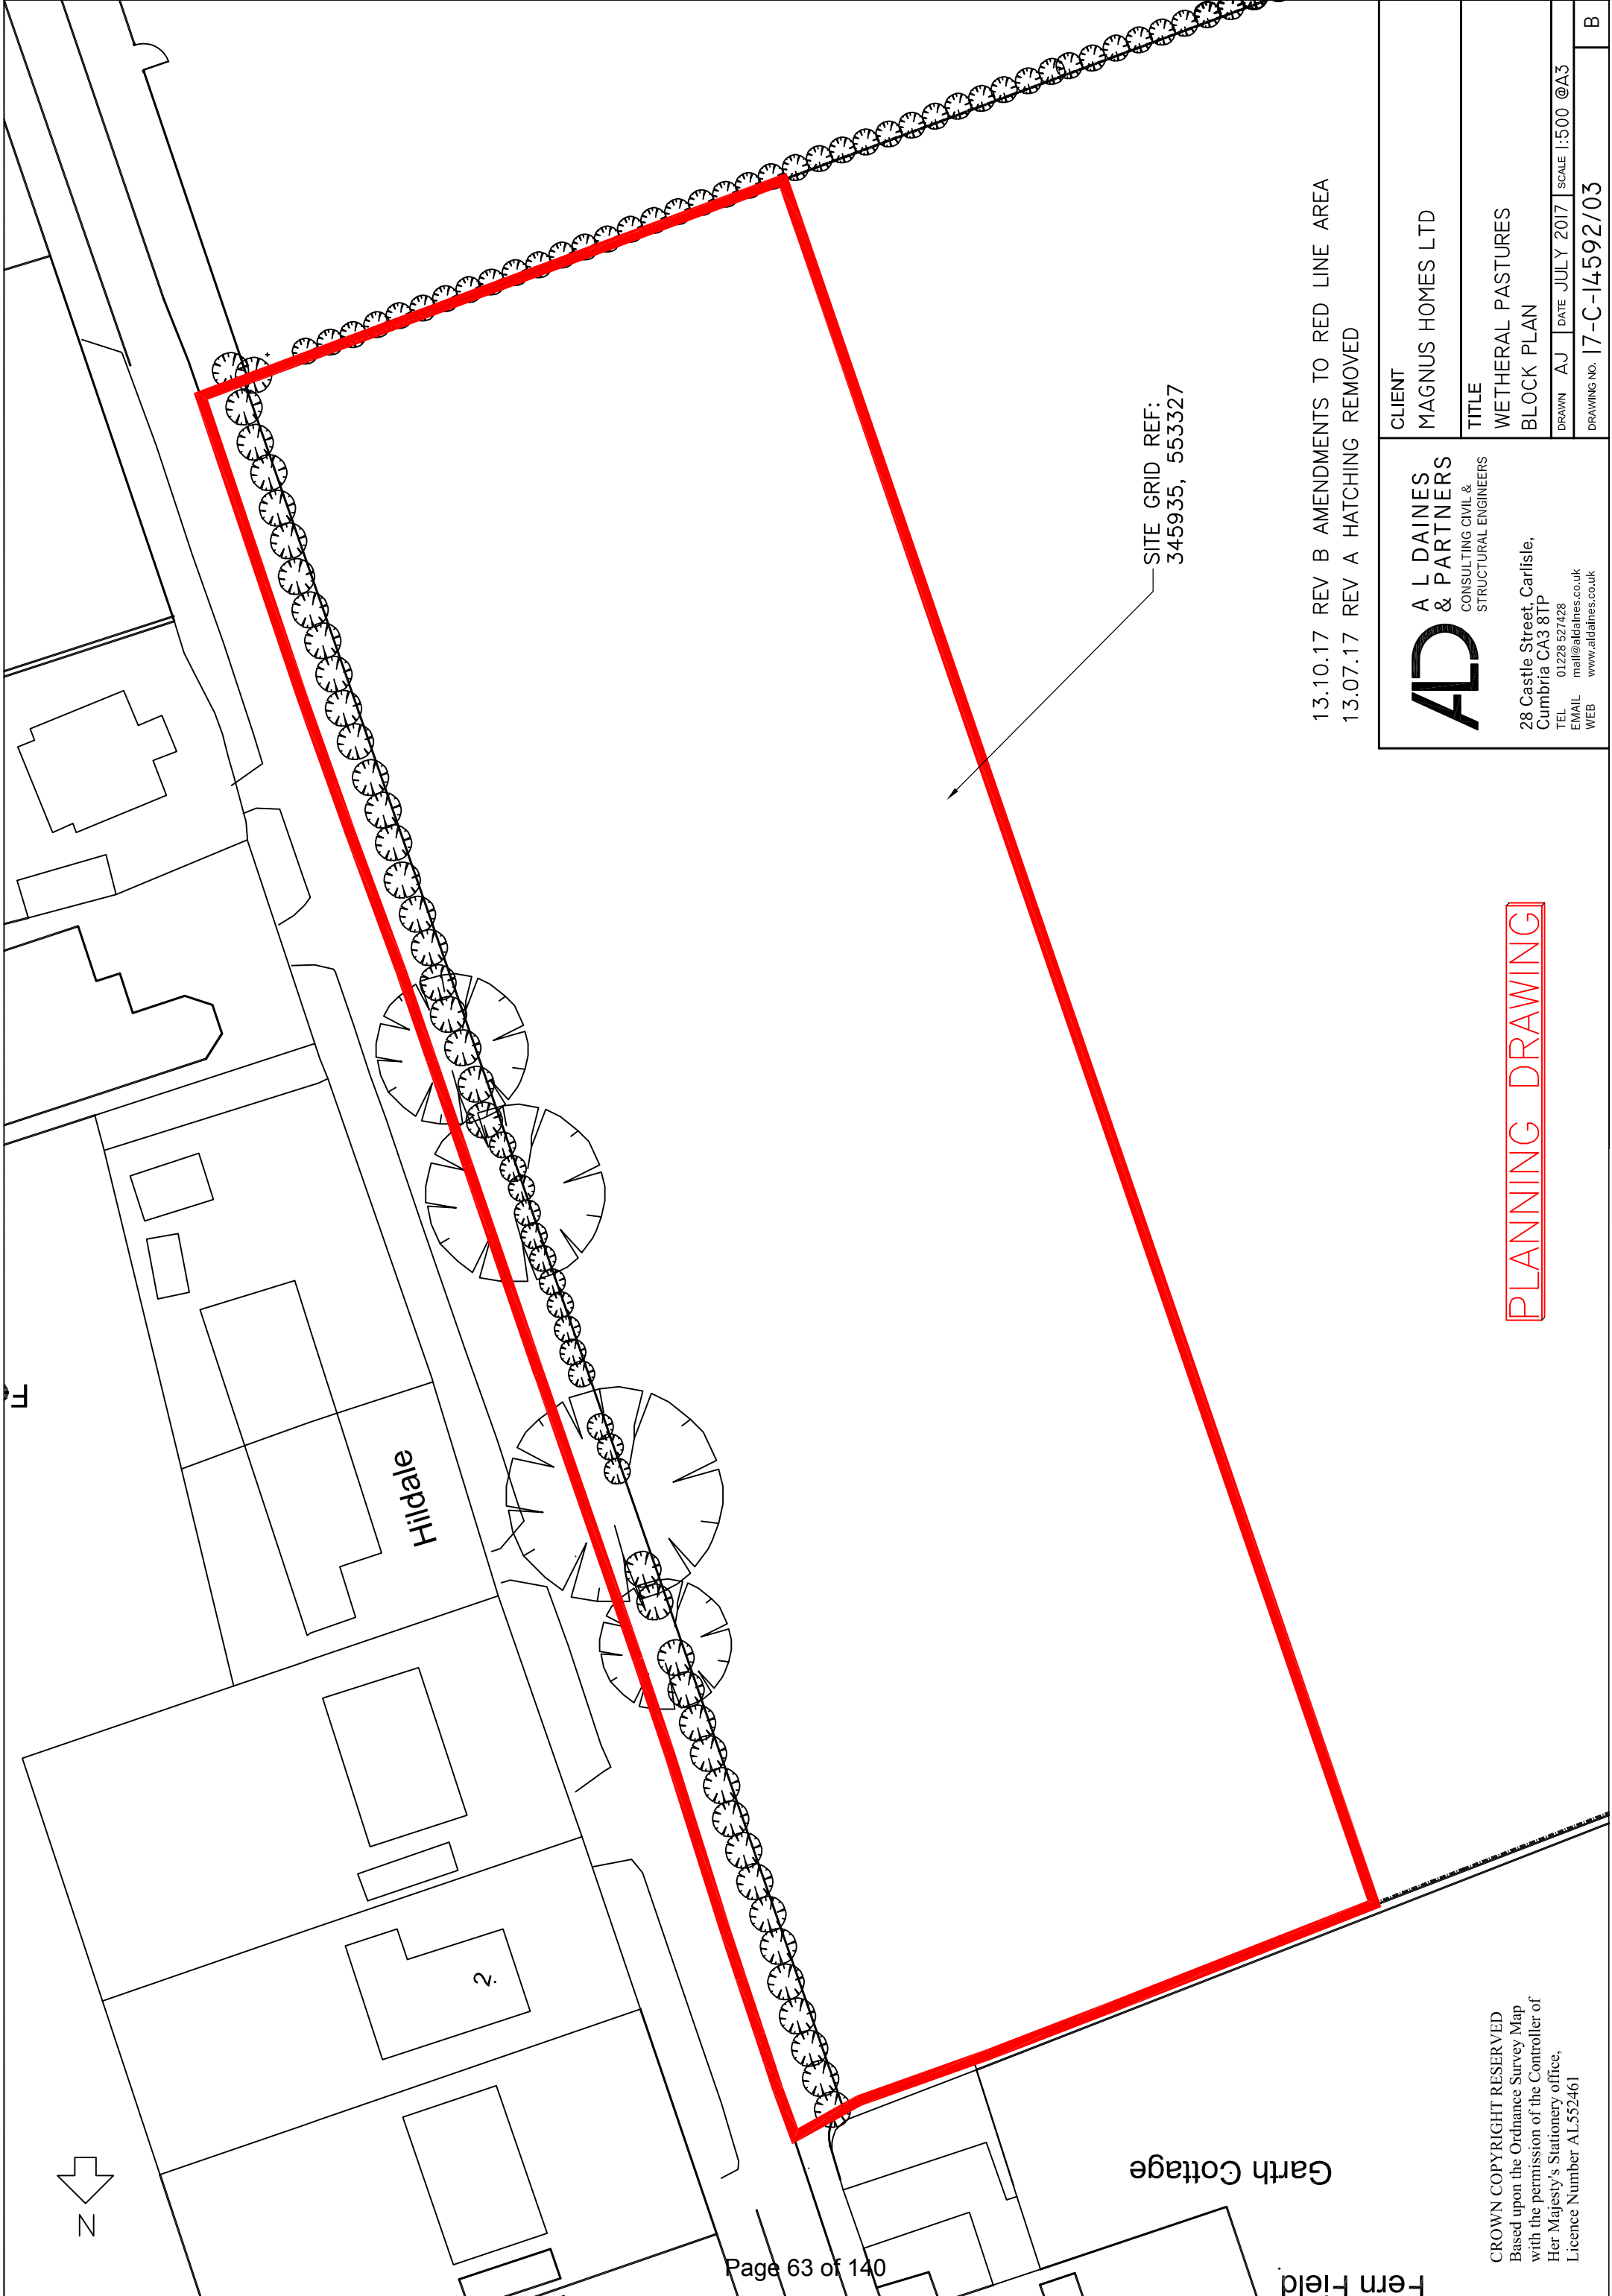 F
Hildale
2.
N
Garth Cottage
Fern Field
SITE GRID REF:
345935, 553327
13.10.17 REV B AMENDMENTS TO RED LINE AREA
13.07.17 REV A HATCHING REMOVED
PLANNING DRAWING
ALD
A L DAINES
& PARTNERS
CONSULTING CIVIL &
STRUCTURAL ENGINEERS
28 Castle Street, Carlisle,
Cumbria CA3 8TP
TEL 01228 527428
EMAIL mail@aldaines.co.uk
WEB www.aldaines.co.uk
CLIENT
MAGNUS HOMES LTD
TITLE
WETHERAL PASTURES
BLOCK PLAN
DRAWN AJ DATE JULY 2017 SCALE 1:500 @A3
DRAWING NO. 17-C-14592/03 B
CROWN COPYRIGHT RESERVED
Based upon the Ordnance Survey Map
with the permission of the Controller of
Her Majesty's Stationery office,
Licence Number AL552461
Page 63 of 140